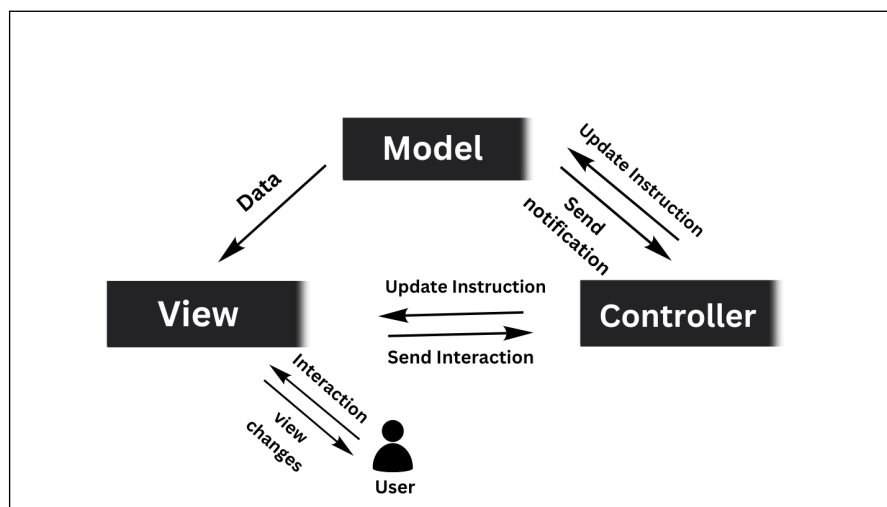 Model
Update Instruction
Data
Send
notification
View
Update Instruction
Controller
Send Interaction
Interaction
view
changes
User